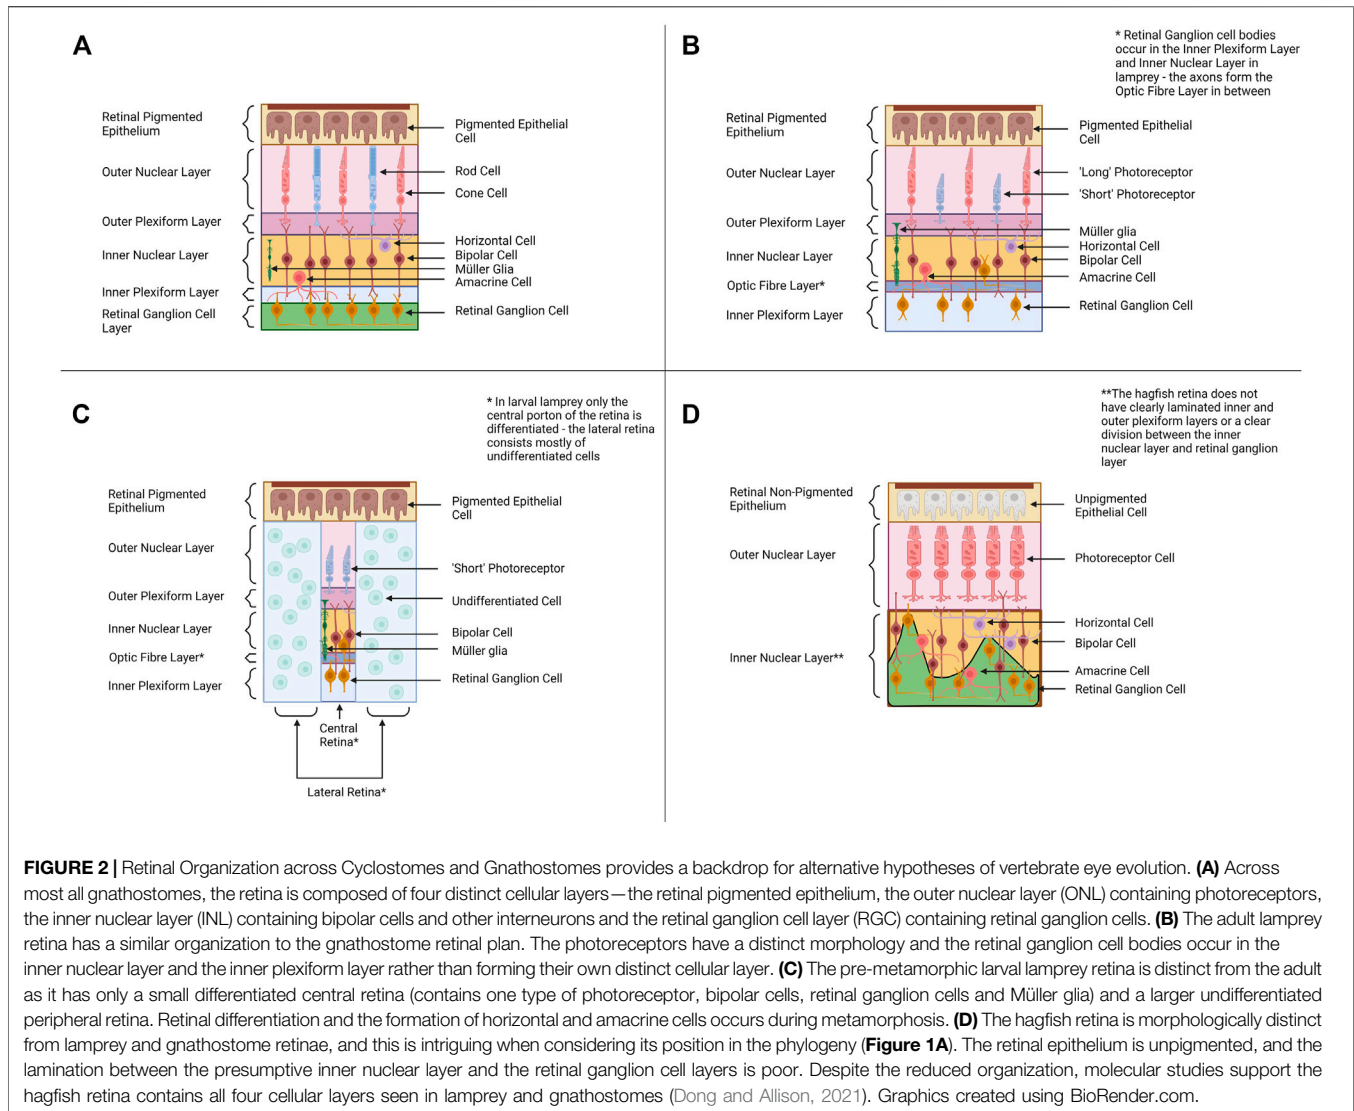 A
Retinal Pigmented
Epithelium
Outer Nuclear Layer
Outer Plexiform Layer
Inner Nuclear Layer
Inner Plexiform Layer
Retinal Ganglion Cell
Layer
Pigmented Epithelial
Cell
Rod Cell
Cone Cell
Horizontal Cell
Bipolar Cell
Müller Glia
Amacrine Cell
Retinal Ganglion Cell
B
* Retinal Ganglion cell bodies
occur in the Inner Plexiform Layer
and Inner Nuclear Layer in
lamprey - the axons form the
Optic Fibre Layer in between
Retinal Pigmented
Epithelium
Outer Nuclear Layer
Outer Plexiform Layer
Inner Nuclear Layer
Optic Fibre Layer*
Inner Plexiform Layer
Pigmented Epithelial
Cell
'Long' Photoreceptor
'Short' Photoreceptor
Müller glia
Horizontal Cell
Bipolar Cell
Amacrine Cell
Retinal Ganglion Cell
C
* In larval lamprey only the
central porton of the retina is
differentiated - the lateral retina
consists mostly of
undifferentiated cells
Retinal Pigmented
Epithelium
Outer Nuclear Layer
Outer Plexiform Layer
Inner Nuclear Layer
Optic Fibre Layer*
Inner Plexiform Layer
Pigmented Epithelial
Cell
'Short' Photoreceptor
Undifferentiated Cell
Bipolar Cell
Müller glia
Retinal Ganglion Cell
Central
Retina*
Lateral Retina*
D
**The hagfish retina does not
have clearly laminated inner and
outer plexiform layers or a clear
division between the inner
nuclear layer and retinal ganglion
layer
Retinal Non-Pigmented
Epithelium
Outer Nuclear Layer
Inner Nuclear Layer**
Unpigmented
Epithelial Cell
Photoreceptor Cell
Horizontal Cell
Bipolar Cell
Amacrine Cell
Retinal Ganglion Cell
FIGURE 2 | Retinal Organization across Cyclostomes and Gnathostomes provides a backdrop for alternative hypotheses of vertebrate eye evolution. (A) Across
most all gnathostomes, the retina is composed of four distinct cellular layers—the retinal pigmented epithelium, the outer nuclear layer (ONL) containing photoreceptors,
the inner nuclear layer (INL) containing bipolar cells and other interneurons and the retinal ganglion cell layer (RGC) containing retinal ganglion cells. (B) The adult lamprey
retina has a similar organization to the gnathostome retinal plan. The photoreceptors have a distinct morphology and the retinal ganglion cell bodies occur in the
inner nuclear layer and the inner plexiform layer rather than forming their own distinct cellular layer. (C) The pre-metamorphic larval lamprey retina is distinct from the adult
as it has only a small differentiated central retina (contains one type of photoreceptor, bipolar cells, retinal ganglion cells and Müller glia) and a larger undifferentiated
peripheral retina. Retinal differentiation and the formation of horizontal and amacrine cells occurs during metamorphosis. (D) The hagfish retina is morphologically distinct
from lamprey and gnathostome retinae, and this is intriguing when considering its position in the phylogeny (Figure 1A). The retinal epithelium is unpigmented, and the
lamination between the presumptive inner nuclear layer and the retinal ganglion cell layers is poor. Despite the reduced organization, molecular studies support the
hagfish retina contains all four cellular layers seen in lamprey and gnathostomes (Dong and Allison, 2021). Graphics created using BioRender.com.